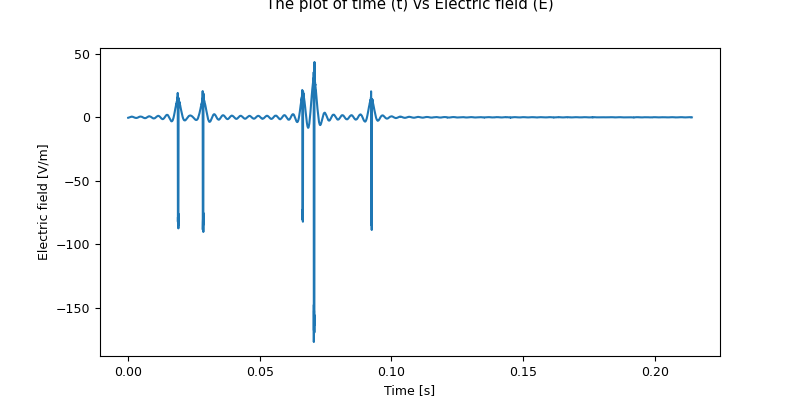 The plot of time (t) vs Electric field (E)
50
0
−50
−100
−150
Electric field [V/m]
0.00 0.05 0.10 0.15 0.20
Time [s]